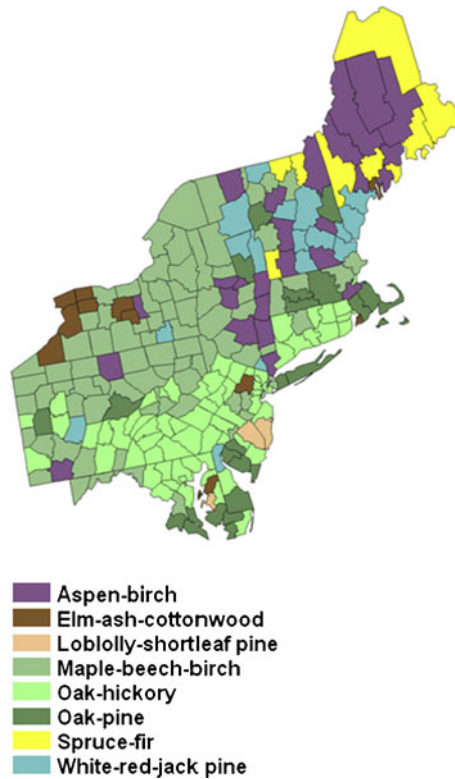 Aspen-birch
Elm-ash-cottonwood
Loblolly-shortleaf pine
Maple-beech-birch
Oak-hickory
Oak-pine
Spruce-fir
White-red-jack pine